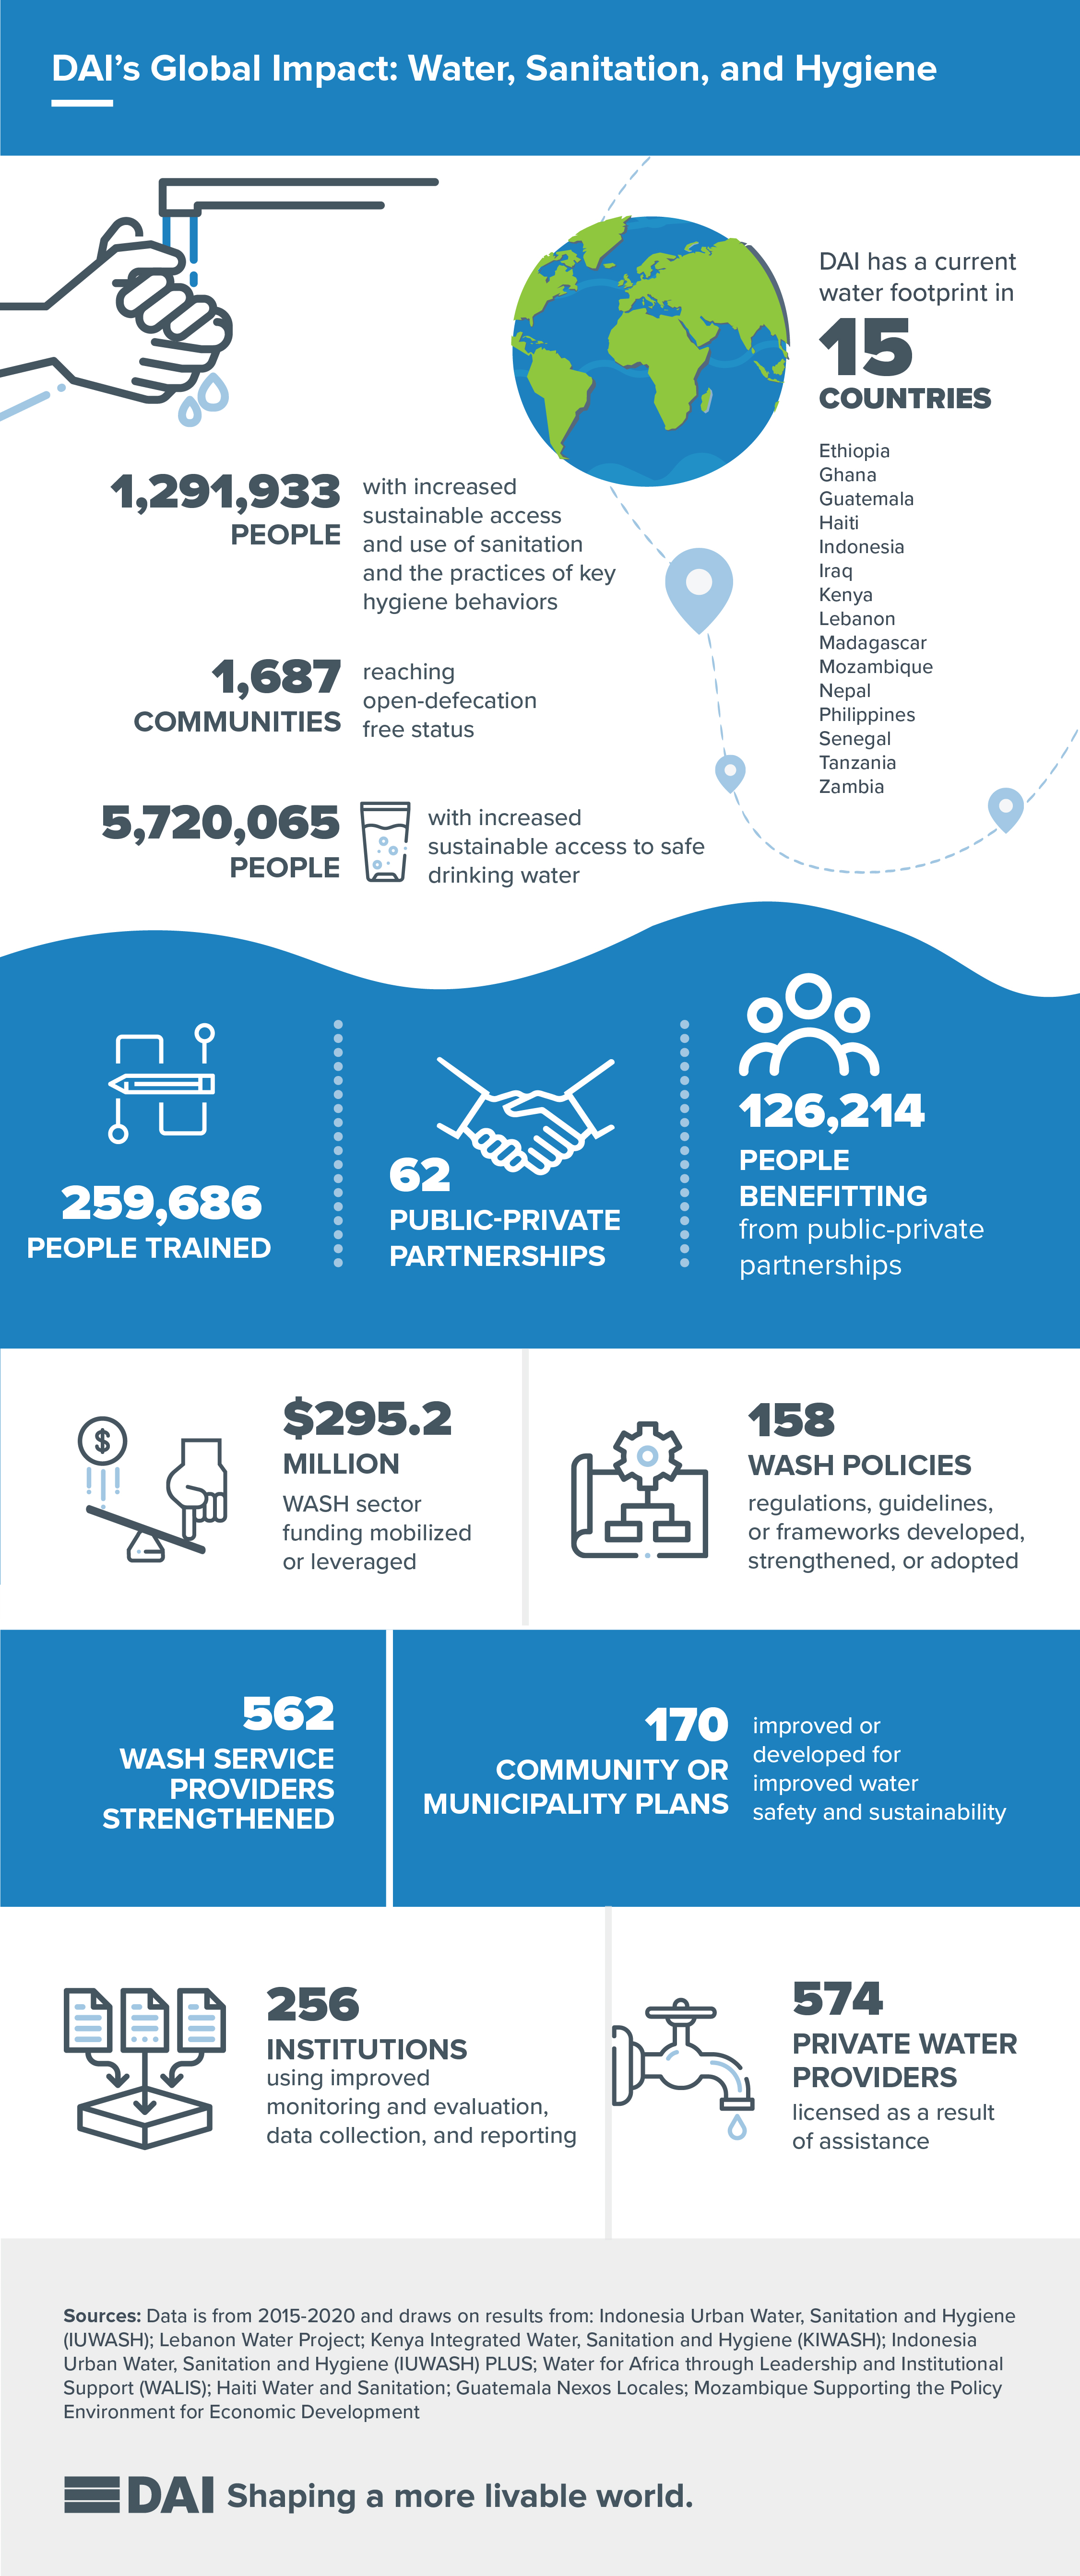 DAI's Global Impact: Water, Sanitation, and Hygiene
DAI has a current
water footprint in
15
COUNTRIES
Ethiopia
Ghana
Guatemala
Haiti
Indonesia
Iraq
Kenya
Lebanon
Madagascar
Mozambique
Nepal
Philippines
Senegal
Tanzania
Zambia
1,291,933
PEOPLE
with increased
sustainable access
and use of sanitation
and the practices of key
hygiene behaviors
1,687
COMMUNITIES
reaching
open-defecation
free status
5,720,065
PEOPLE
with increased
sustainable access to safe
drinking water
259,686
PEOPLE TRAINED
62
PUBLIC-PRIVATE
PARTNERSHIPS
126,214
PEOPLE
BENEFITTING
from public-private
partnerships
$
$295.2
MILLION
WASH sector
funding mobilized
or leveraged
158
WASH POLICIES
regulations, guidelines,
or frameworks developed,
strengthened, or adopted
562
WASH SERVICE
PROVIDERS
STRENGTHENED
170
COMMUNITY OR
MUNICIPALITY PLANS
improved or
developed for
improved water
safety and sustainability
256
INSTITUTIONS
using improved
monitoring and evaluation,
data collection, and reporting
574
PRIVATE WATER
PROVIDERS
licensed as a result
of assistance
Sources: Data is from 2015-2020 and draws on results from: Indonesia Urban Water, Sanitation and Hygiene
(IUWASH); Lebanon Water Project; Kenya Integrated Water, Sanitation and Hygiene (KIWASH); Indonesia
Urban Water, Sanitation and Hygiene (IUWASH) PLUS; Water for Africa through Leadership and Institutional
Support (WALIS); Haiti Water and Sanitation; Guatemala Nexos Locales; Mozambique Supporting the Policy
Environment for Economic Development
DAI Shaping a more livable world.